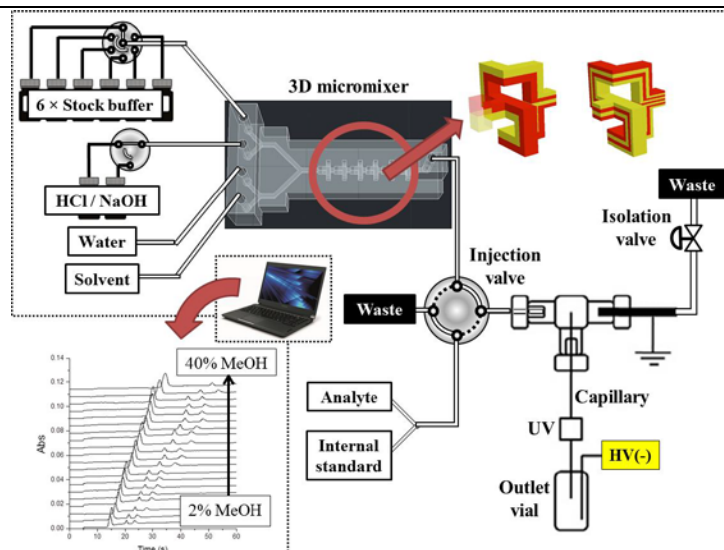 3D micromixer
6 × Stock buffer
HCl / NaOH
Water
Solvent
Waste
Isolation
valve
Injection
valve
Waste
Analyte
Internal
standard
Capillary
UV
HV(-)
Outlet
vial
40% MeOH
2% MeOH
Abs
0.14
0.12
0.10
0.08
0.06
0.04
0.02
0.00
0 10 20 30 40 50 60
Time (s)